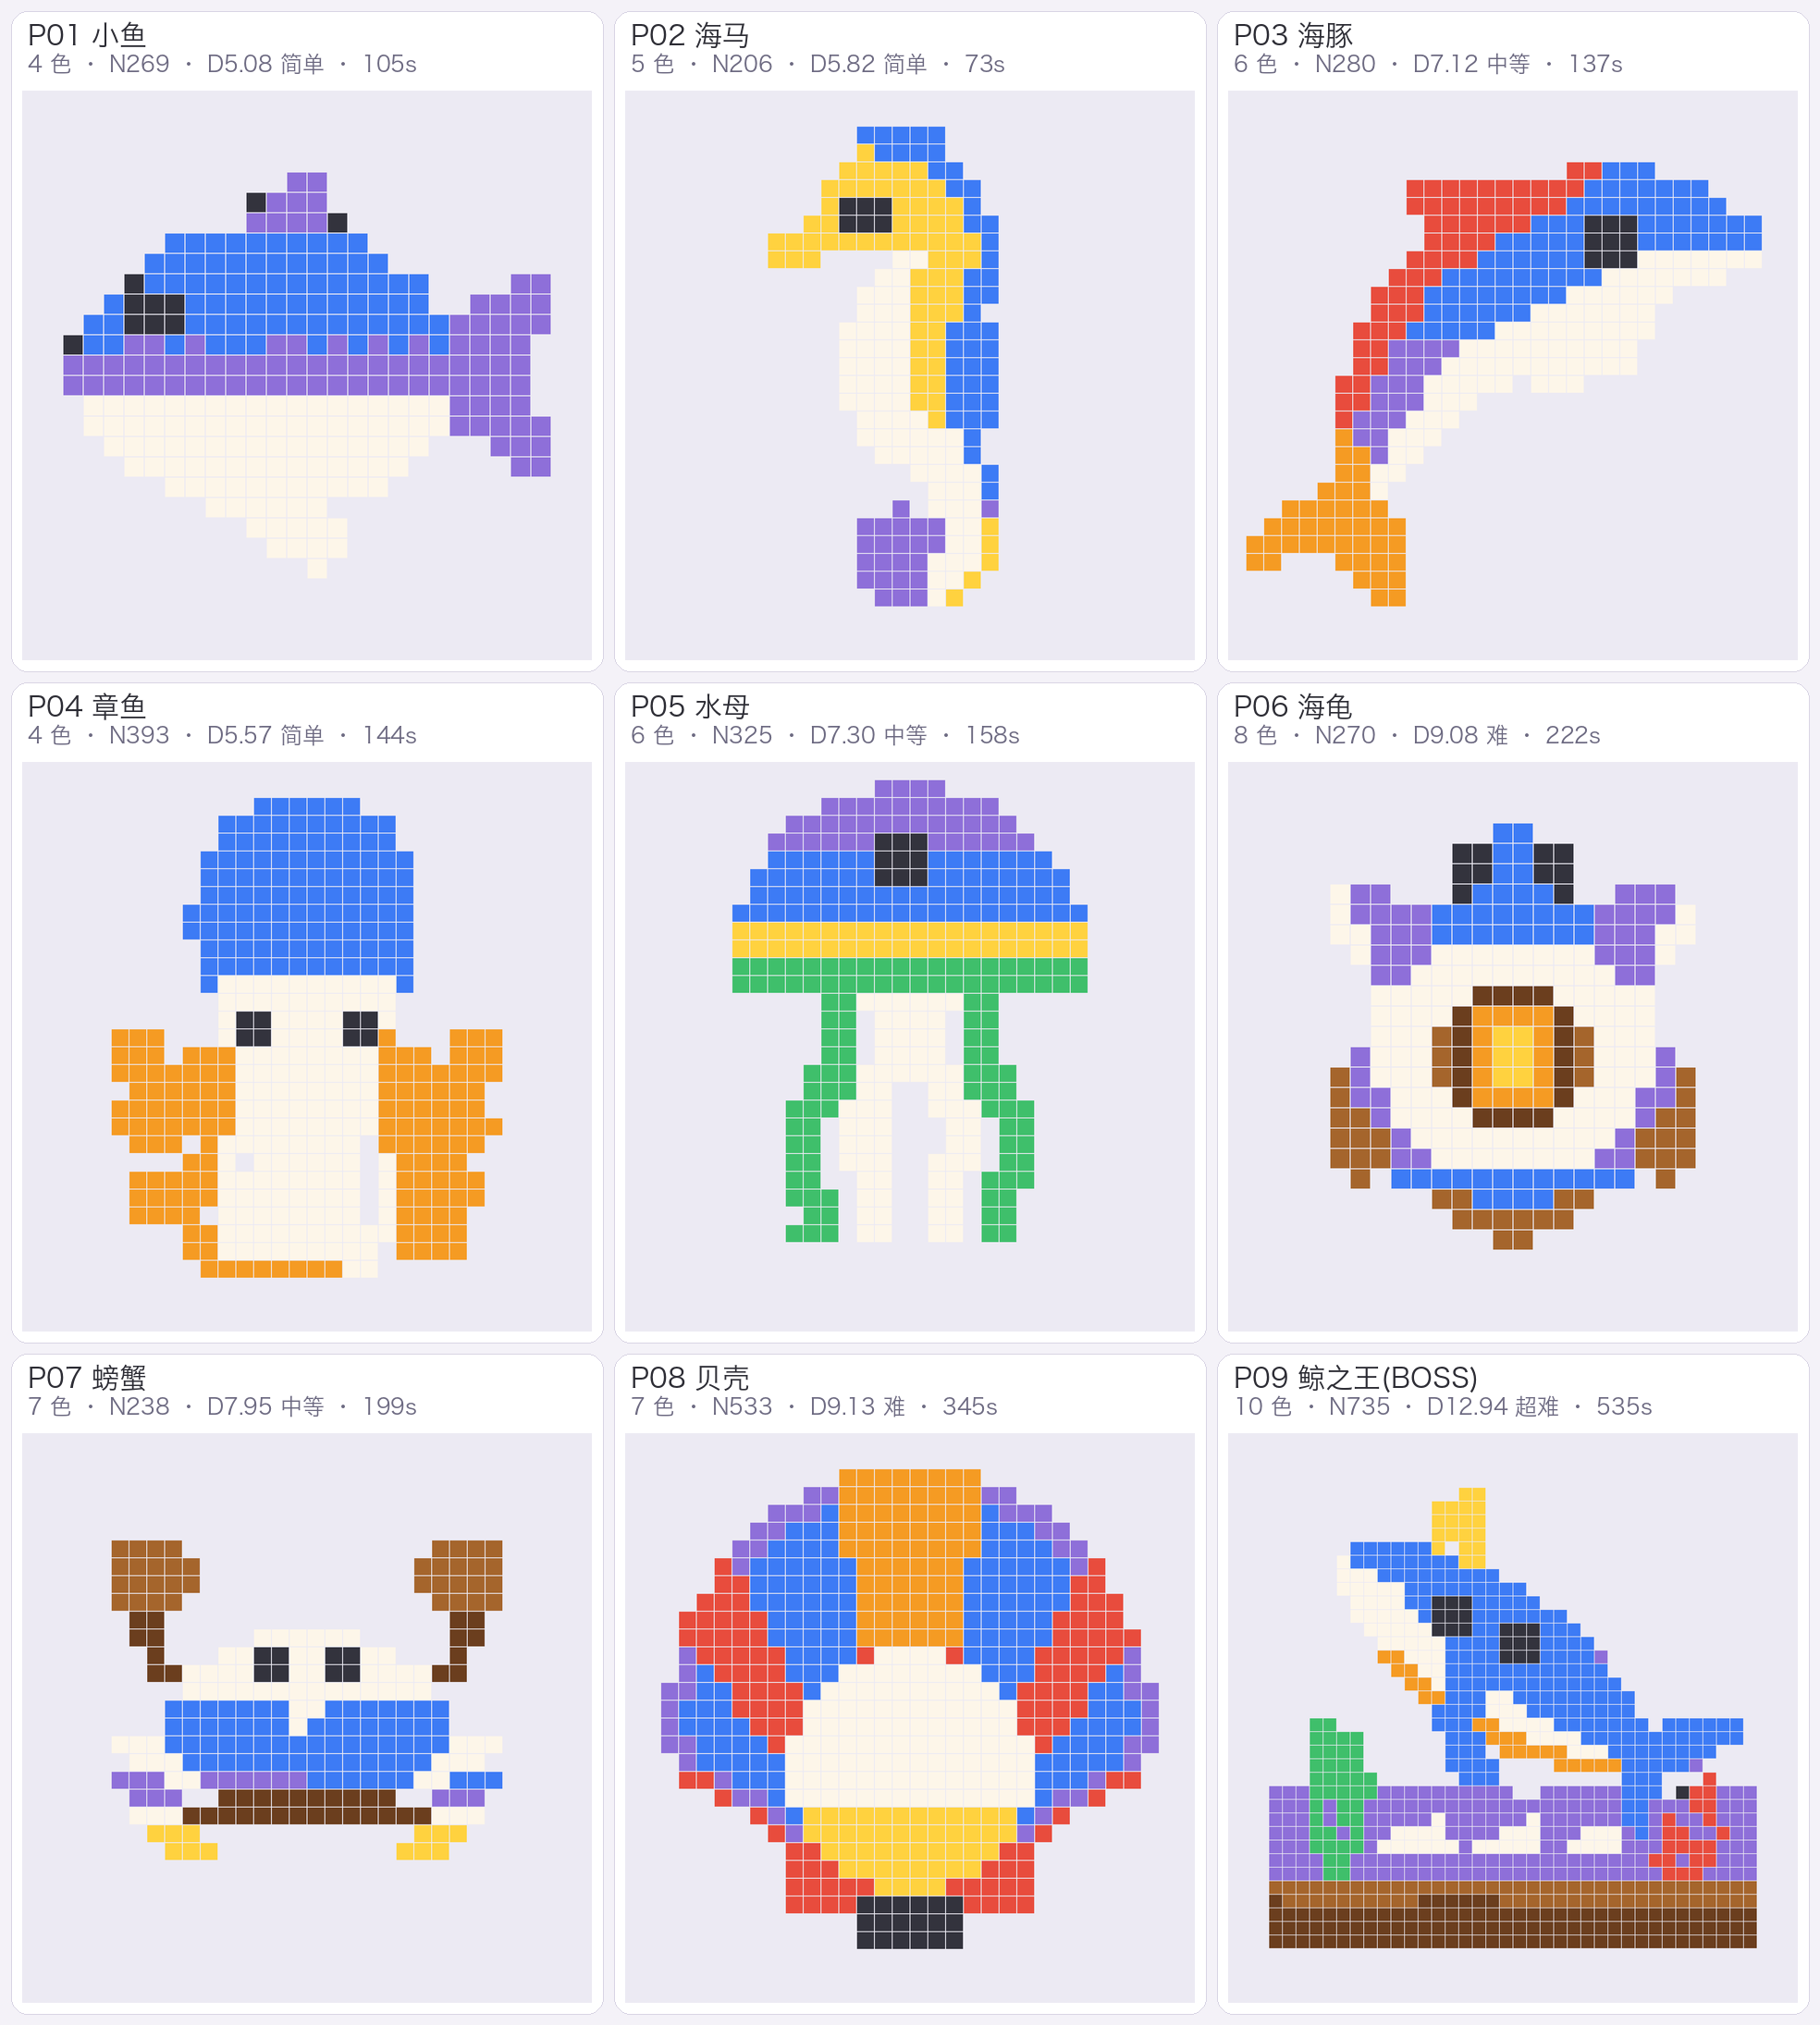 P01 小鱼
4 色 · N269 · D5.08 简单 · 105s
P02 海马
5 色 · N206 · D5.82 简单 · 73s
P03 海豚
6 色 · N280 · D7.12 中等 · 137s
P04 章鱼
4 色 · N393 · D5.57 简单 · 144s
P05 水母
6 色 · N325 · D7.30 中等 · 158s
P06 海龟
8 色 · N270 · D9.08 难 · 222s
P07 螃蟹
7 色 · N238 · D7.95 中等 · 199s
P08 贝壳
7 色 · N533 · D9.13 难 · 345s
P09 鲸之王(BOSS)
10 色 · N735 · D12.94 超难 · 535s